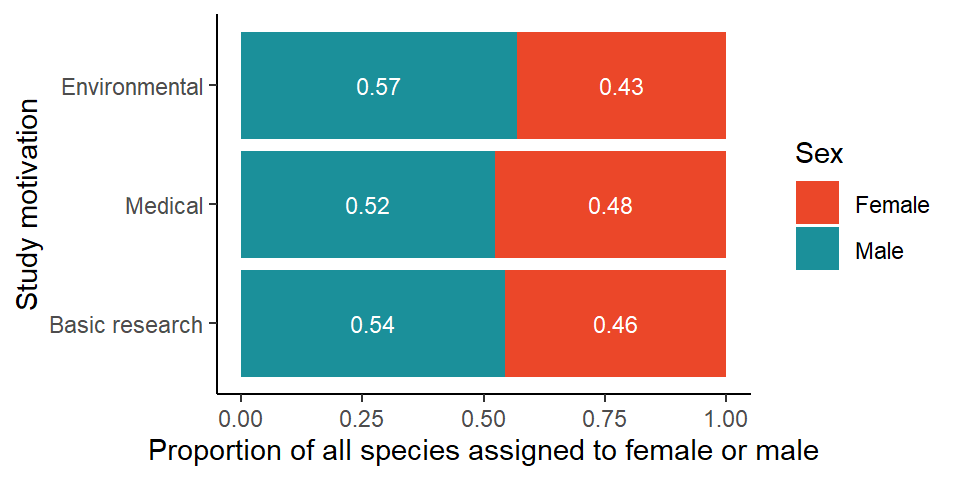 Study motivation
Environmental
0.57
0.43
Medical
0.52
0.48
Basic research
0.54
0.46
0.00 0.25 0.50 0.75 1.00
Proportion of all species assigned to female or male
Sex
Female
Male